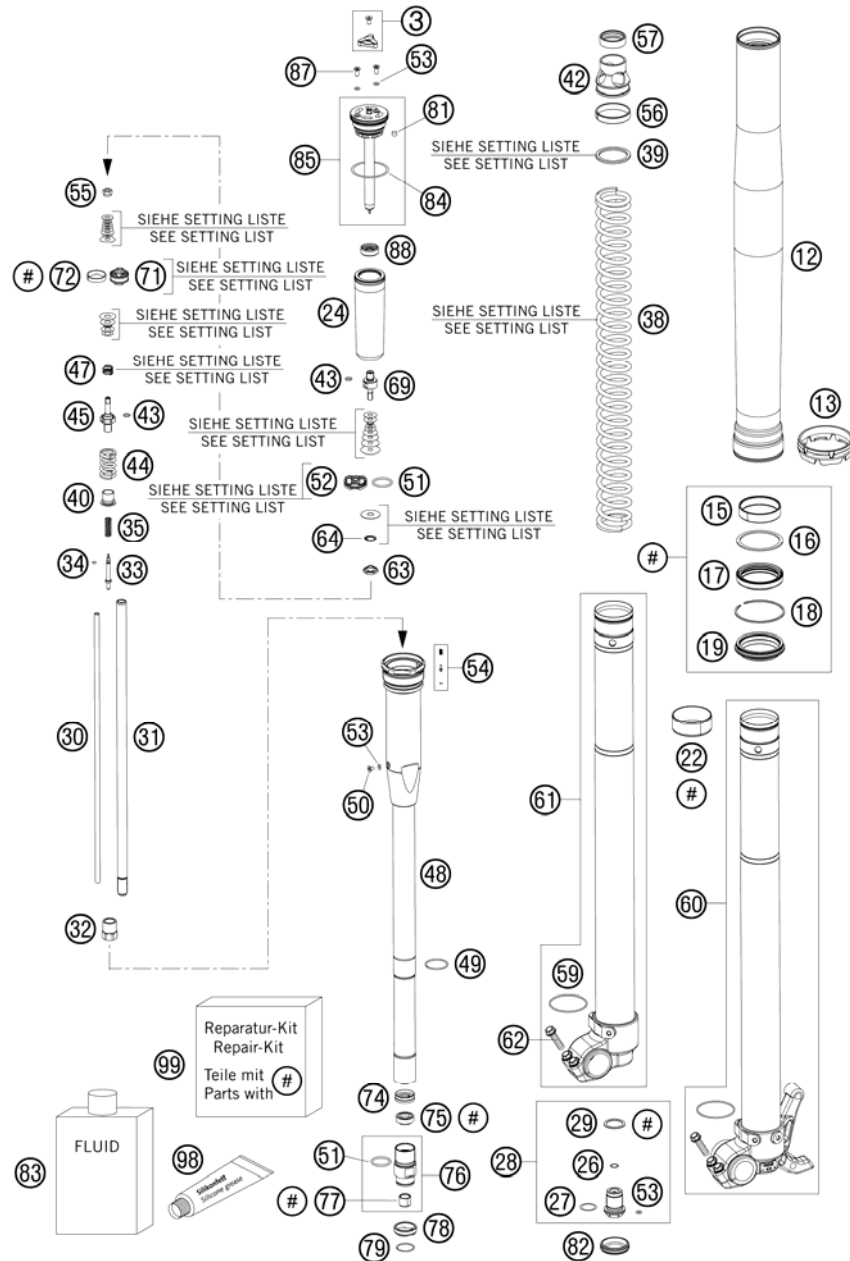 3
87
53
57
42
81
56
85
SIEHE SETTING LISTE
SEE SETTING LIST
39
84
55
SIEHE SETTING LISTE
SEE SETTING LIST
88
12
# 72 71
SIEHE SETTING LISTE
SEE SETTING LIST
24
SIEHE SETTING LISTE
SEE SETTING LIST
SIEHE SETTING LISTE
SEE SETTING LIST
38
47
SIEHE SETTING LISTE
SEE SETTING LIST
43
69
45
43
13
SIEHE SETTING LISTE
SEE SETTING LIST
44
52
51
SIEHE SETTING LISTE
SEE SETTING LIST
40
15
35
SIEHE SETTING LISTE
SEE SETTING LIST
16
64
#
34
33
63
17
18
19
54
30
31
53
22
#
50
61
48
60
32
49
59
62
Reparatur-Kit
Repair-Kit
Teile mit
Parts with #
99
74
75 #
29 #
FLUID
83
98
Silikonfett
Silicone grease
51
76
28
26
# 77
27
53
78
79
82